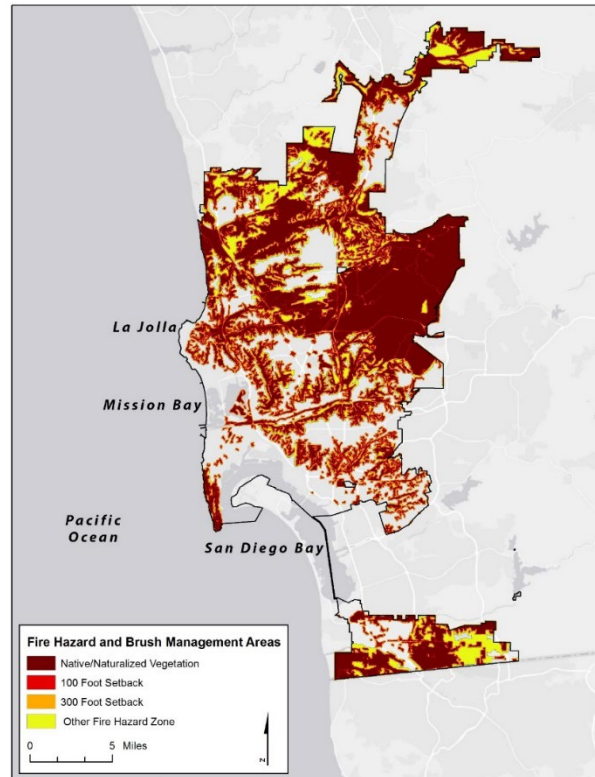 La Jolla
Mission Bay
Pacific
Ocean
San Diego Bay
Fire Hazard and Brush Management Areas
Native/Naturalized Vegetation
100 Foot Setback
300 Foot Setback
Other Fire Hazard Zone
0 5 Miles
N